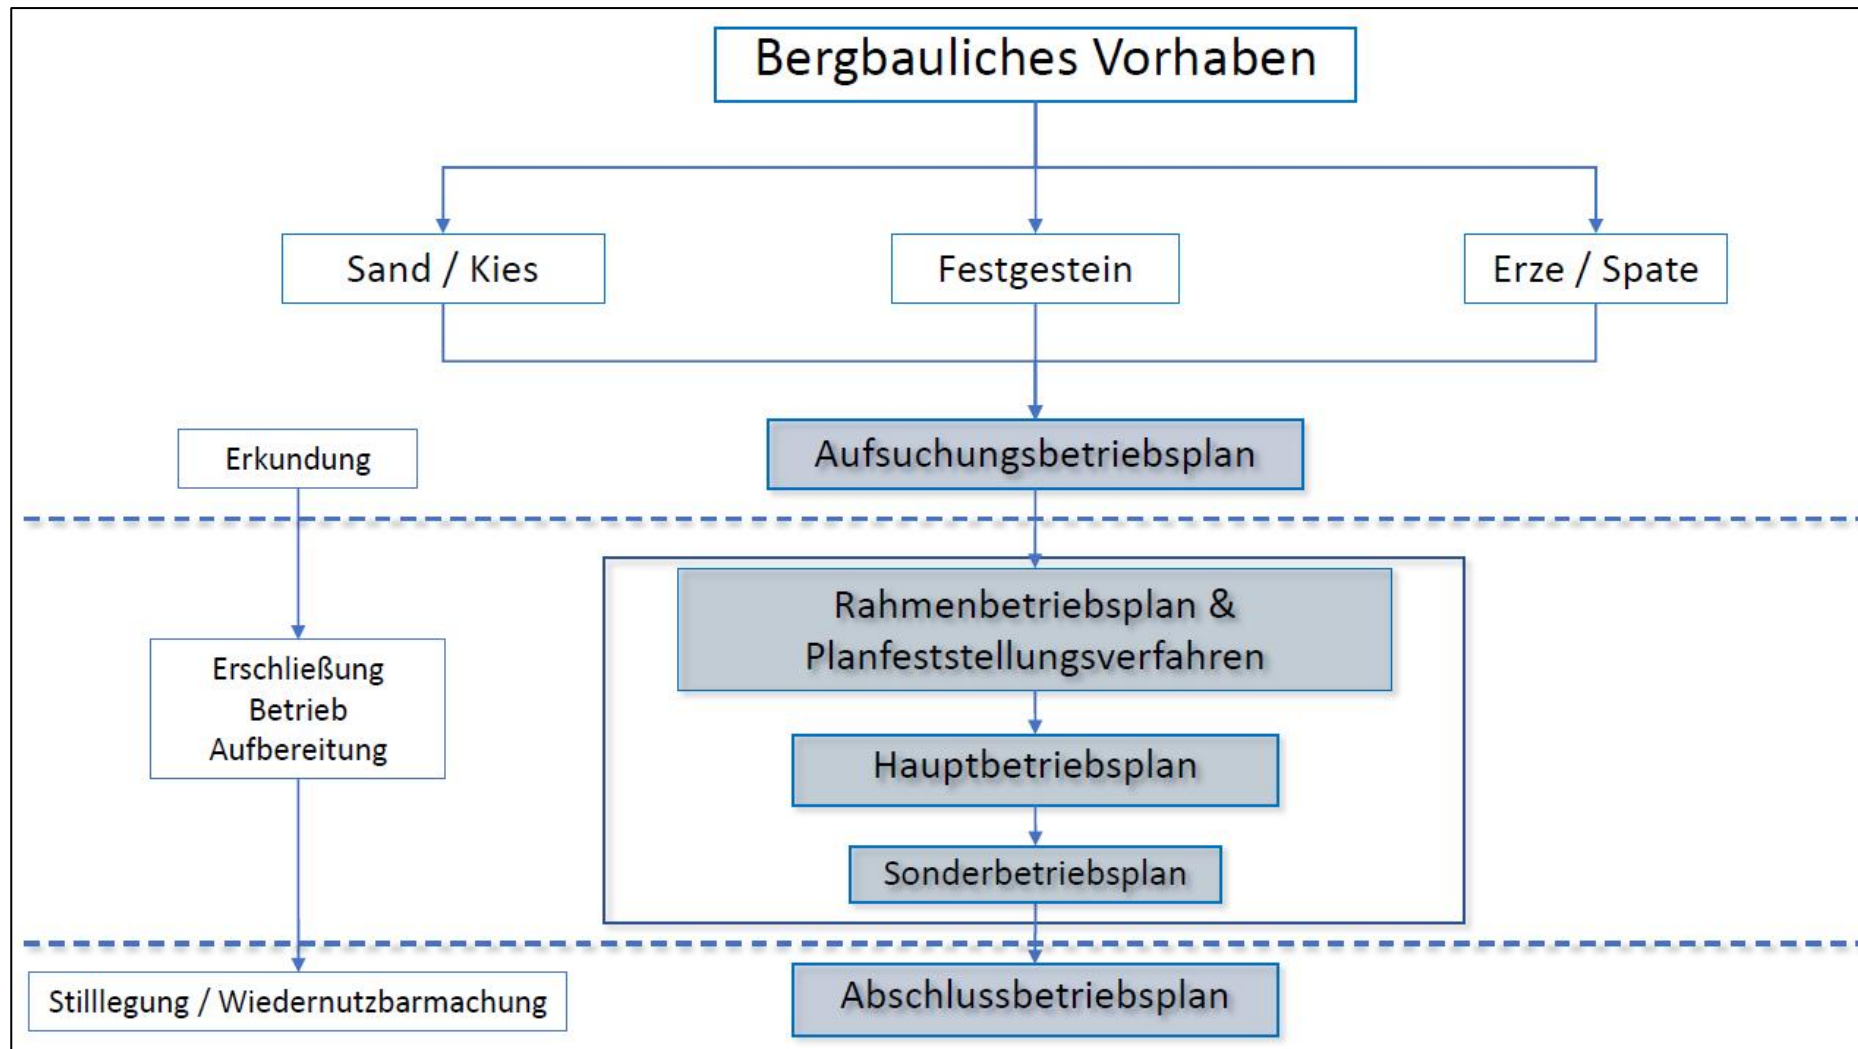 Bergbauliches Vorhaben
Sand / Kies
Festgestein
Erze / Spate
Erkundung
Aufsuchungsbetriebsplan
Rahmenbetriebsplan &
Planfeststellungsverfahren
Erschließung
Betrieb
Aufbereitung
Hauptbetriebsplan
Sonderbetriebsplan
Stilllegung / Wiedernutzbarmachung
Abschlussbetriebsplan